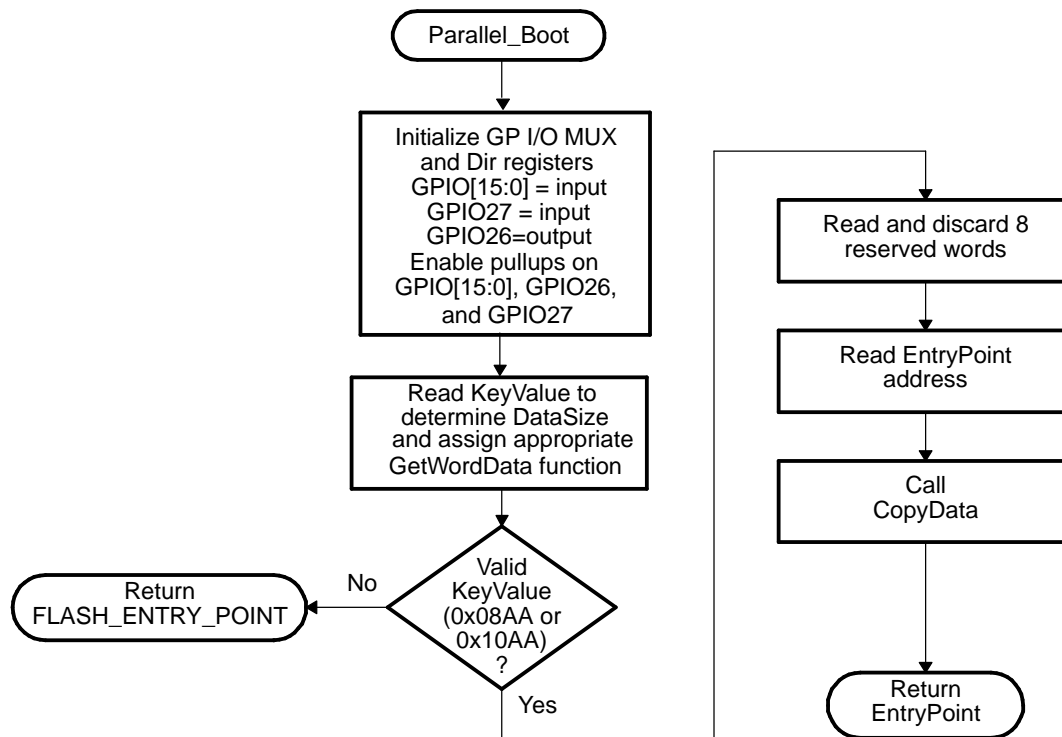 Parallel_Boot
Initialize GP I/O MUX
and Dir registers
GPIO[15:0] = input
GPIO27 = input
GPIO26=output
Enable pullups on
GPIO[15:0], GPIO26,
and GPIO27
Read KeyValue to
determine DataSize
and assign appropriate
GetWordData function
Valid
KeyValue
(0x08AA or
0x10AA)
?
No
Return
FLASH_ENTRY_POINT
Yes
Read and discard 8
reserved words
Read EntryPoint
address
Call
CopyData
Return
EntryPoint